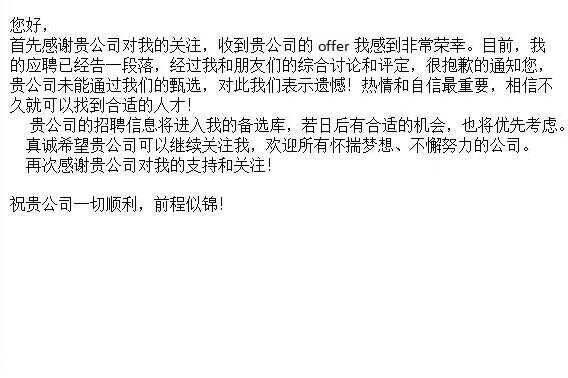 您好，
首先感谢贵公司对我的关注，收到贵公司的 offer 我感到非常荣幸。目前，我
的应聘已经告一段落，经过我和朋友们的综合讨论和评定，很抱歉的通知您，
贵公司未能通过我们的甄选，对此我们表示遗憾！热情和自信最重要，相信不
久就可以找到合适的人才！
贵公司的招聘信息将进入我的备选库，若日后有合适的机会，也将优先考虑。
真诚希望贵公司可以继续关注我，欢迎所有怀揣梦想、不懈努力的公司。
再次感谢贵公司对我的支持和关注！
祝贵公司一切顺利，前程似锦！